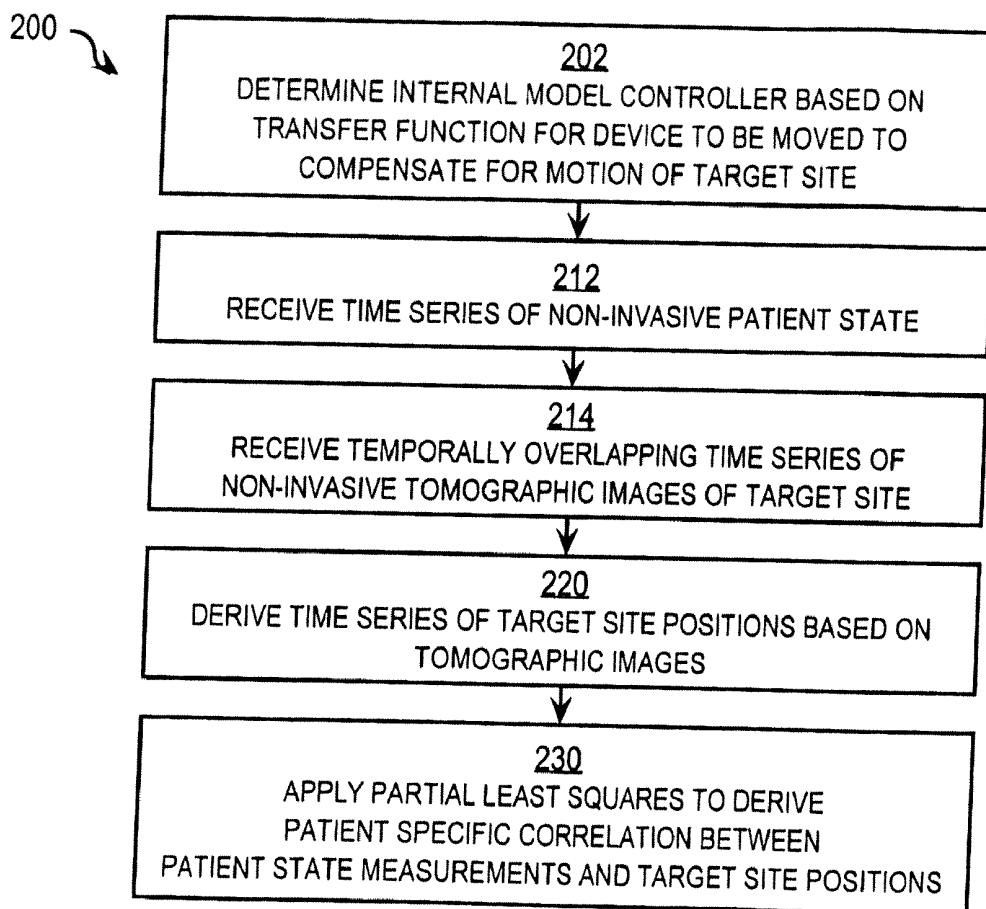 200
202
DETERMINE INTERNAL MODEL CONTROLLER BASED ON
TRANSFER FUNCTION FOR DEVICE TO BE MOVED TO
COMPENSATE FOR MOTION OF TARGET SITE
212
RECEIVE TIME SERIES OF NON-INVASIVE PATIENT STATE
214
RECEIVE TEMPORALLY OVERLAPPING TIME SERIES OF
NON-INVASIVE TOMOGRAPHIC IMAGES OF TARGET SITE
220
DERIVE TIME SERIES OF TARGET SITE POSITIONS BASED ON
TOMOGRAPHIC IMAGES
230
APPLY PARTIAL LEAST SQUARES TO DERIVE
PATIENT SPECIFIC CORRELATION BETWEEN
PATIENT STATE MEASUREMENTS AND TARGET SITE POSITIONS